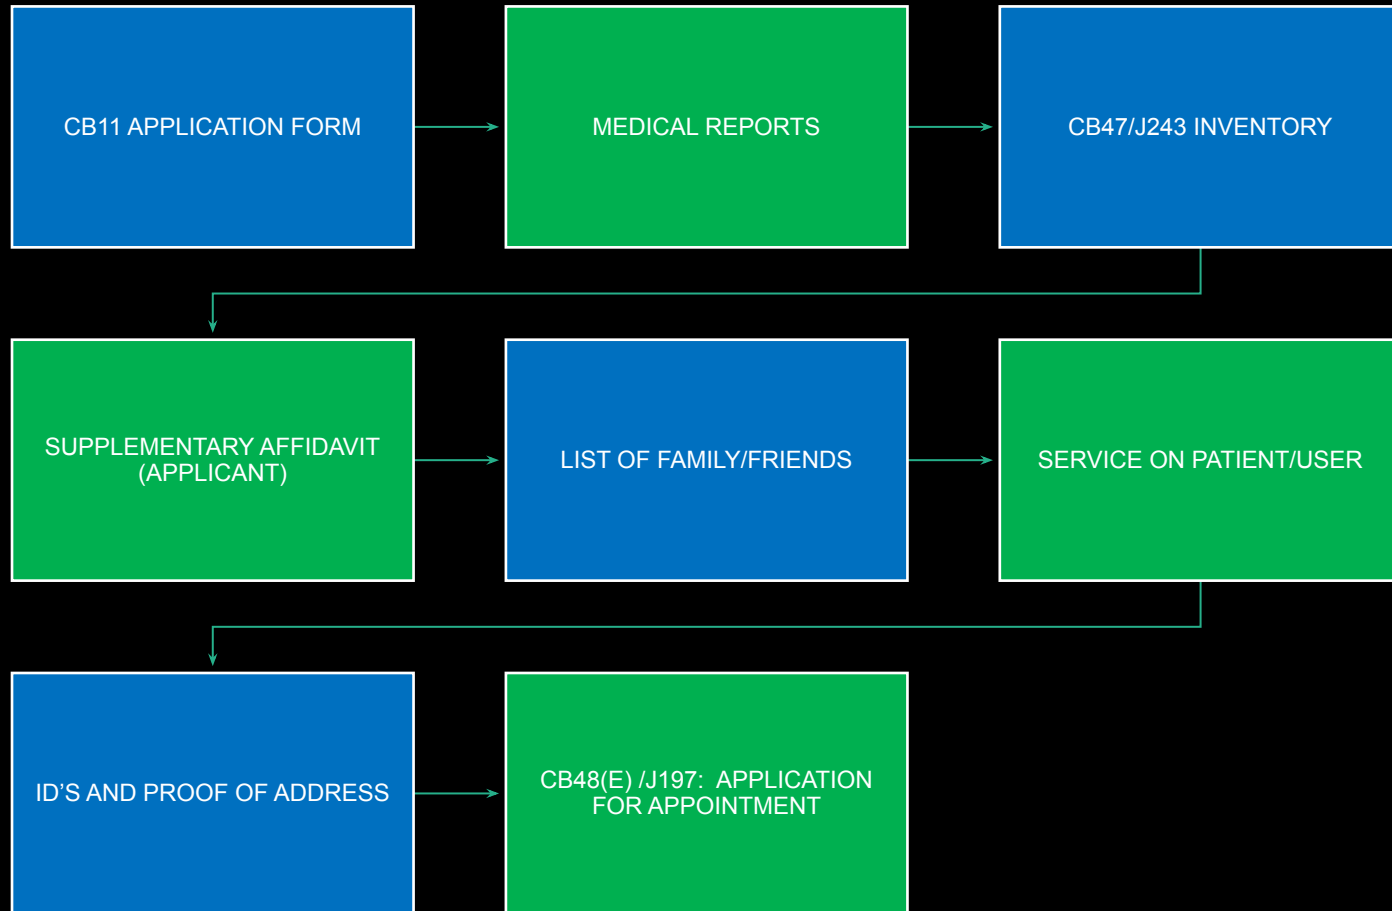 CB11 APPLICATION FORM
MEDICAL REPORTS
CB47/J243 INVENTORY
SUPPLEMENTARY AFFIDAVIT
(APPLICANT)
LIST OF FAMILY/FRIENDS
SERVICE ON PATIENT/USER
ID’S AND PROOF OF ADDRESS
CB48(E) /J197:  APPLICATION
FOR APPOINTMENT